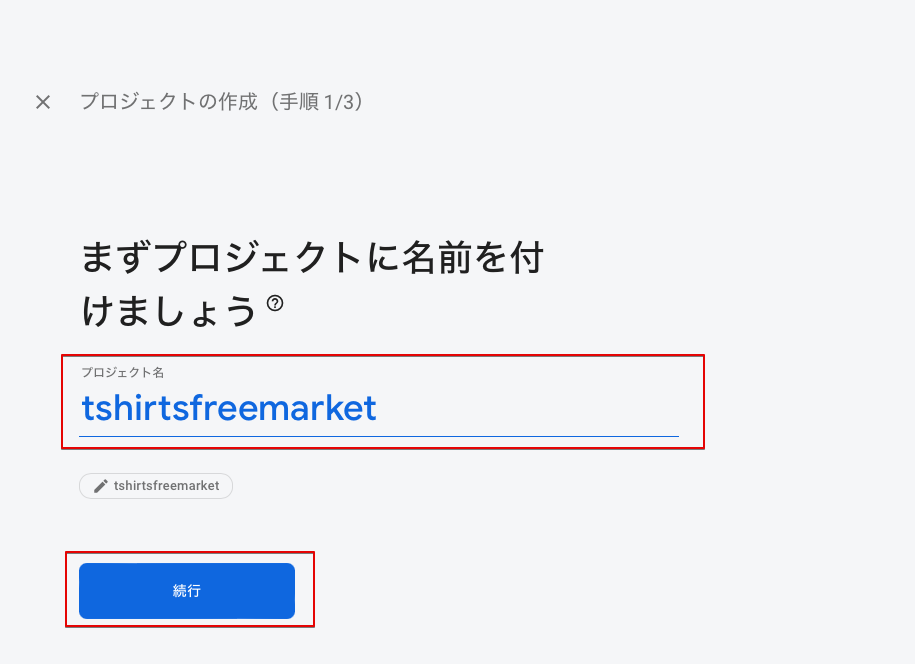 プロジェクトの作成（手順 1/3）
まずプロジェクトに名前を付
けましょう
プロジェクト名
tshirtsfreemarket
tshirtsfreemarket
続行